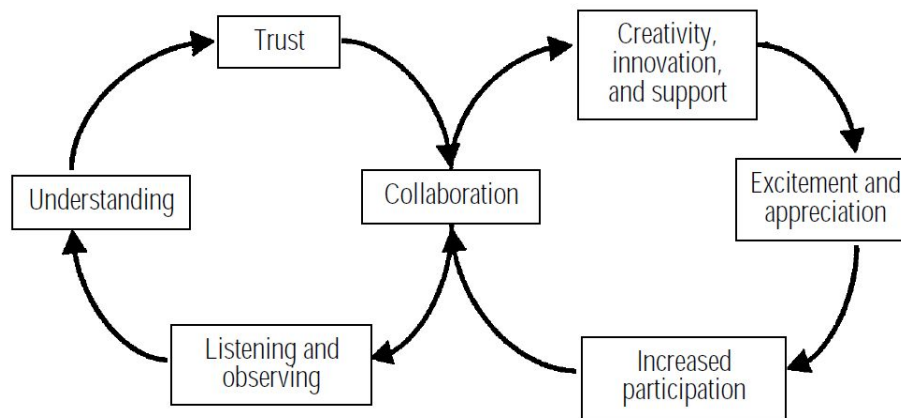 Trust
Creativity,
innovation,
and support
Understanding
Collaboration
Excitement and
appreciation
Listening and
observing
Increased
participation